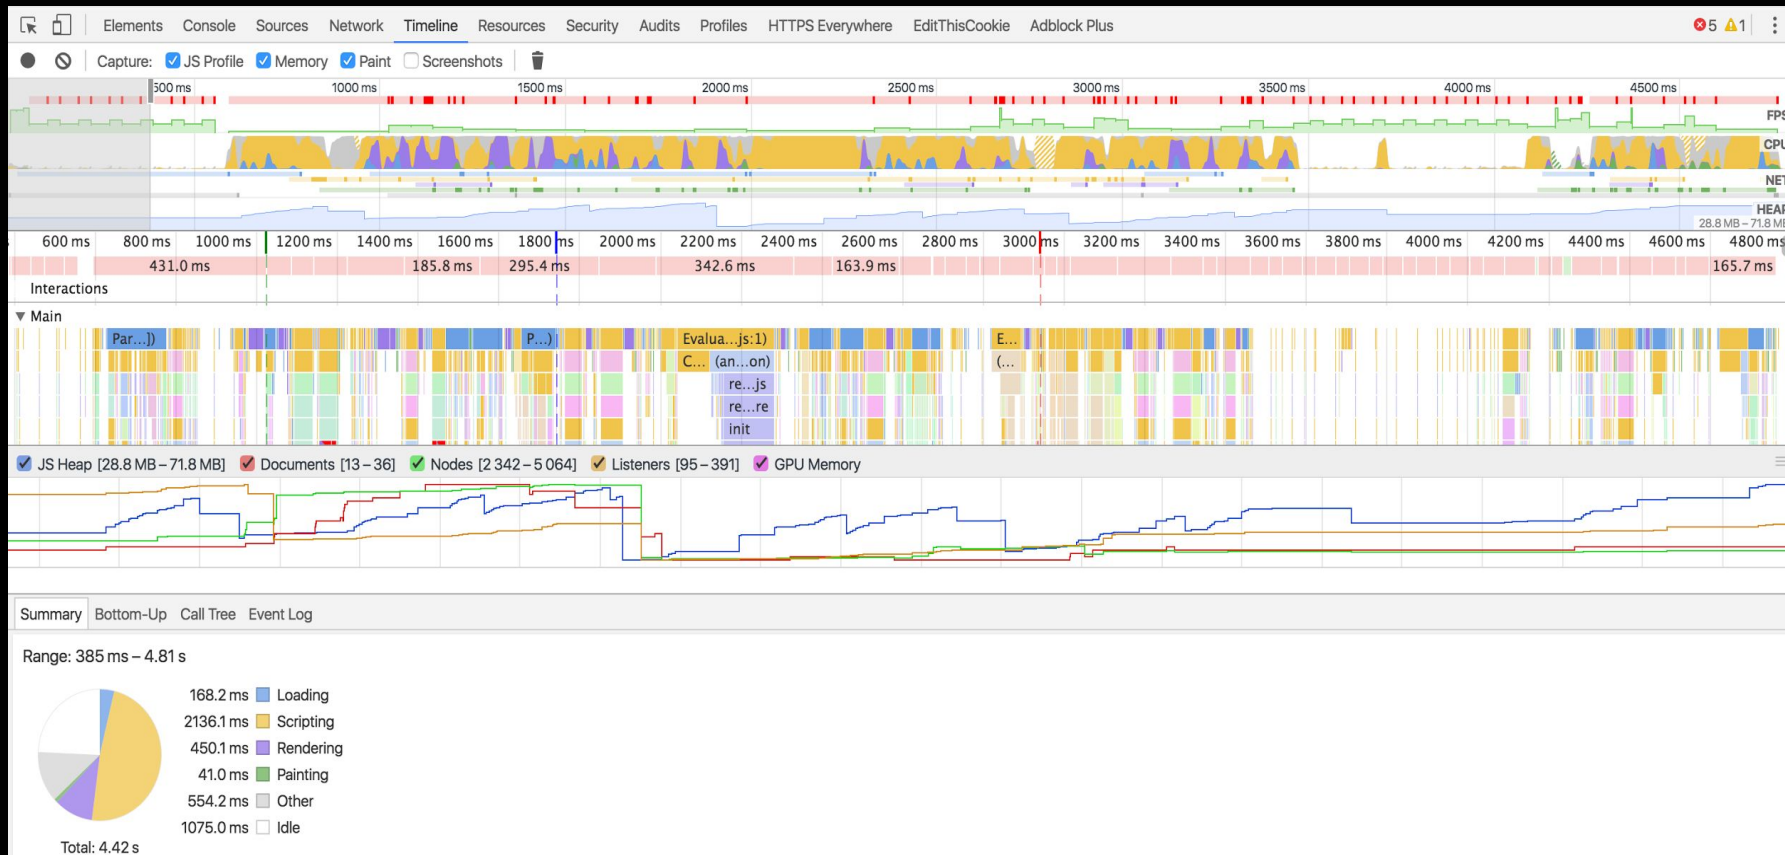 Elements Console Sources Network Timeline Resources Security Audits Profiles HTTPS Everywhere EditThisCookie Adblock Plus 5 1
Capture: JS Profile Memory Paint Screenshots
500 ms 1000 ms 1500 ms 2000 ms 2500 ms 3000 ms 3500 ms 4000 ms 4500 ms
FPS
CPU
NET
HEAP
28.8 MB – 71.8 MB
600 ms 800 ms 1000 ms 1200 ms 1400 ms 1600 ms 1800 ms 2000 ms 2200 ms 2400 ms 2600 ms 2800 ms 3000 ms 3200 ms 3400 ms 3600 ms 3800 ms 4000 ms 4200 ms 4400 ms 4600 ms 4800 ms
431.0 ms 185.8 ms 295.4 ms 342.6 ms 163.9 ms 165.7 ms
Interactions
Main
Par...]) P...) Evalua...js:1) E...
C... (an...on) (...
re...js
re...re
init
JS Heap [28.8 MB – 71.8 MB] Documents [13 – 36] Nodes [2 342 – 5 064] Listeners [95 – 391] GPU Memory
Summary Bottom-Up Call Tree Event Log
Range: 385 ms – 4.81 s
168.2 ms Loading
2136.1 ms Scripting
450.1 ms Rendering
41.0 ms Painting
554.2 ms Other
1075.0 ms Idle
Total: 4.42 s